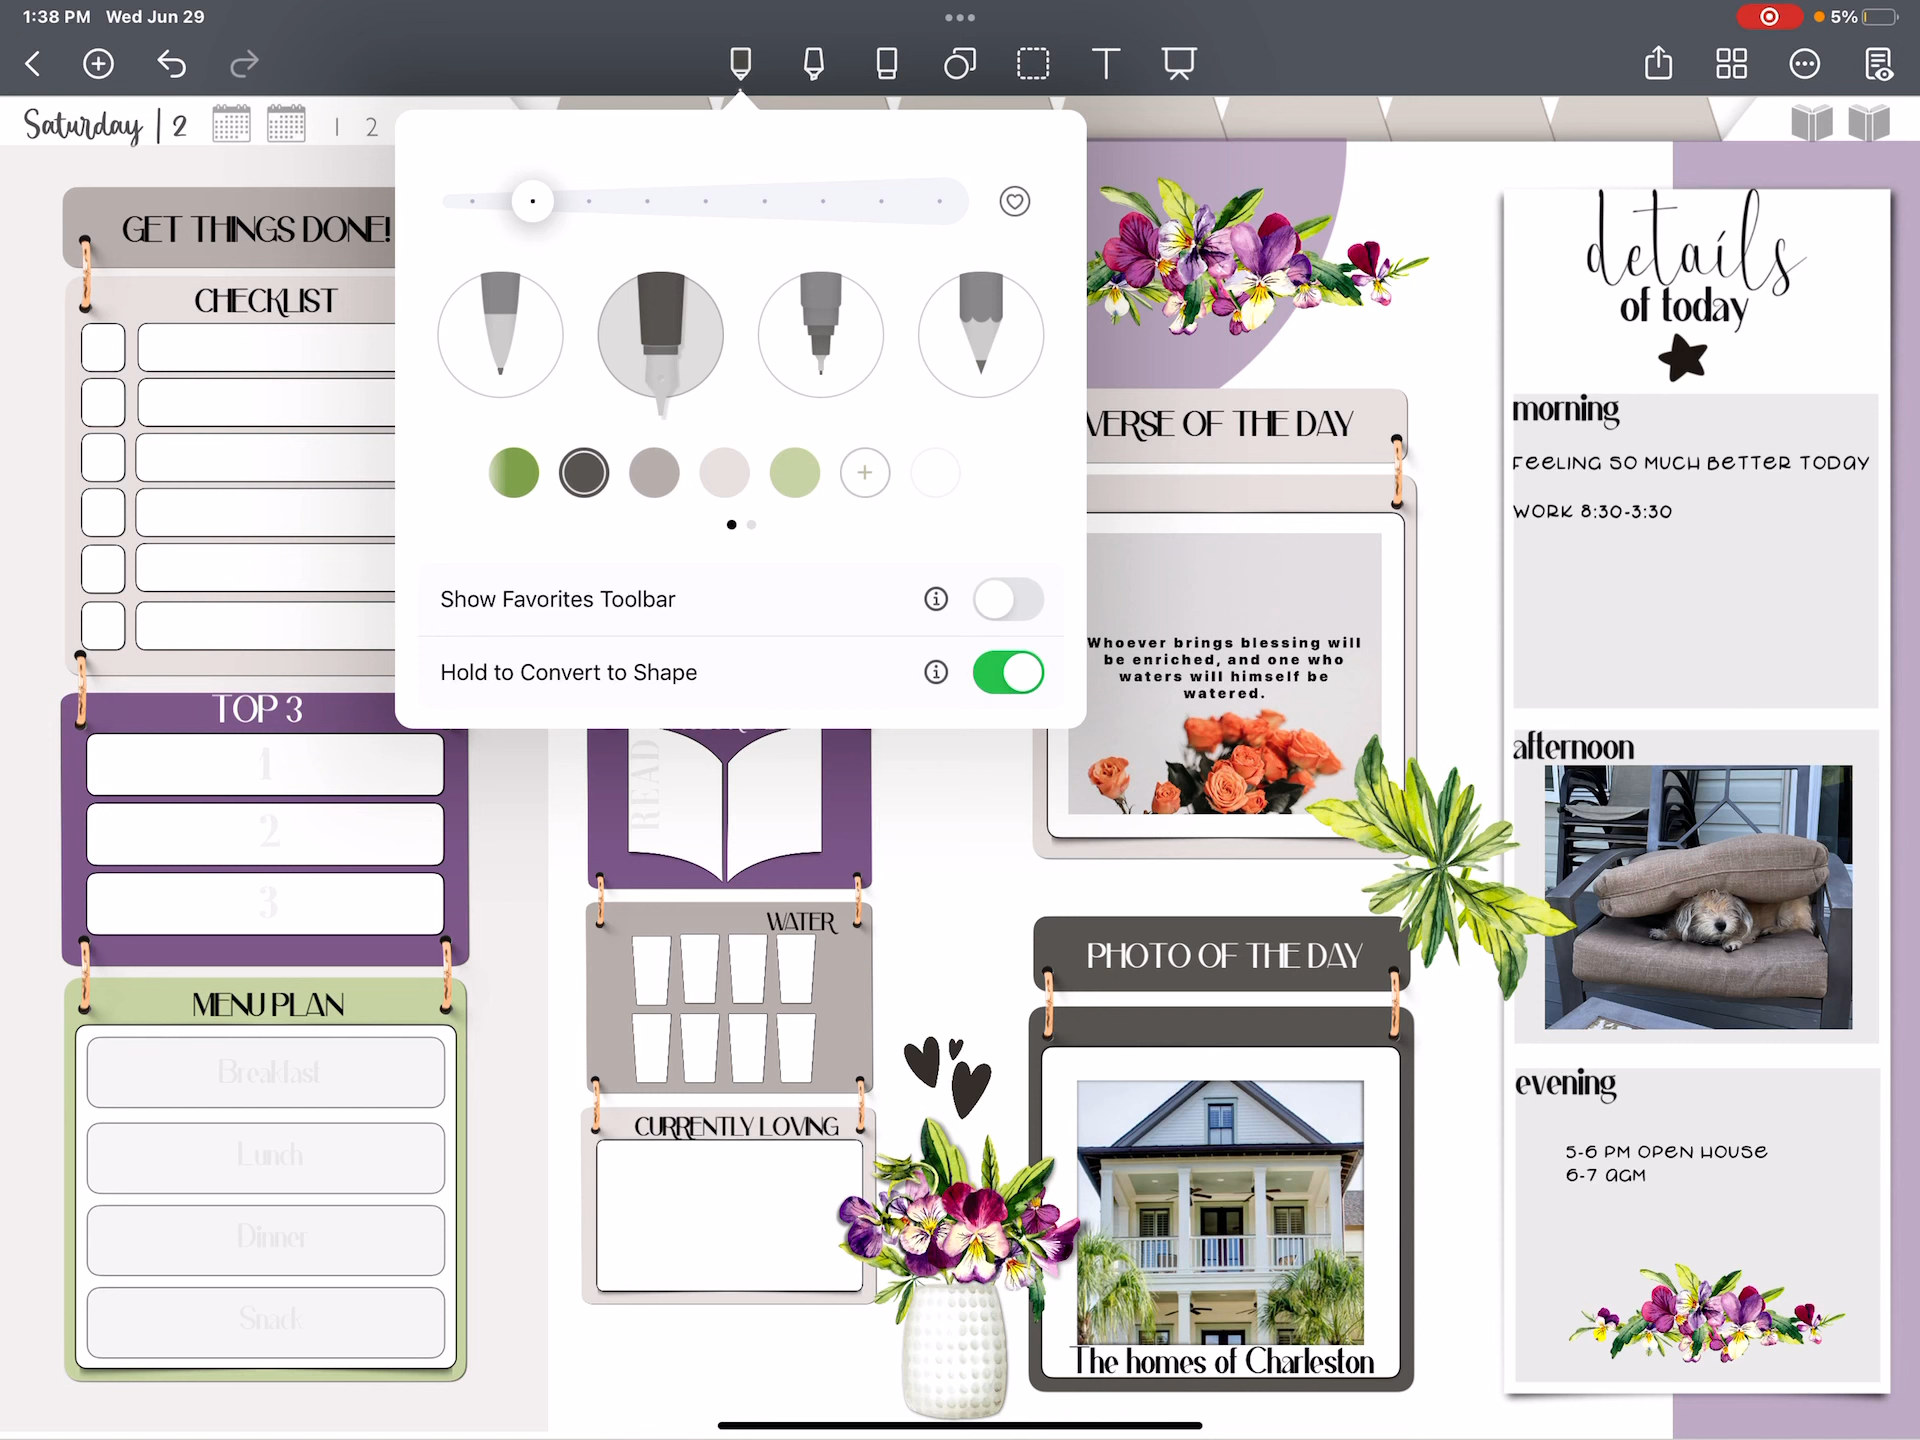 1:38 PM Wed Jun 29
5%
Saturday | 2
1 2
GET THINGS DONE!
CHECKLIST
Show Favorites Toolbar
Hold to Convert to Shape
TOP 3
1
2
3
MENU PLAN
Breakfast
Lunch
Dinner
Snack
READ
WATER
CURRENTLY LOVING
VERSE OF THE DAY
Whoever brings blessing will
be enriched, and one who
waters will himself be
watered.
PHOTO OF THE DAY
The homes of Charleston
details
of today
morning
FEELING SO MUCH BETTER TODAY
WORK 8:30-3:30
afternoon
evening
5-6 PM OPEN HOUSE
6-7 AGM